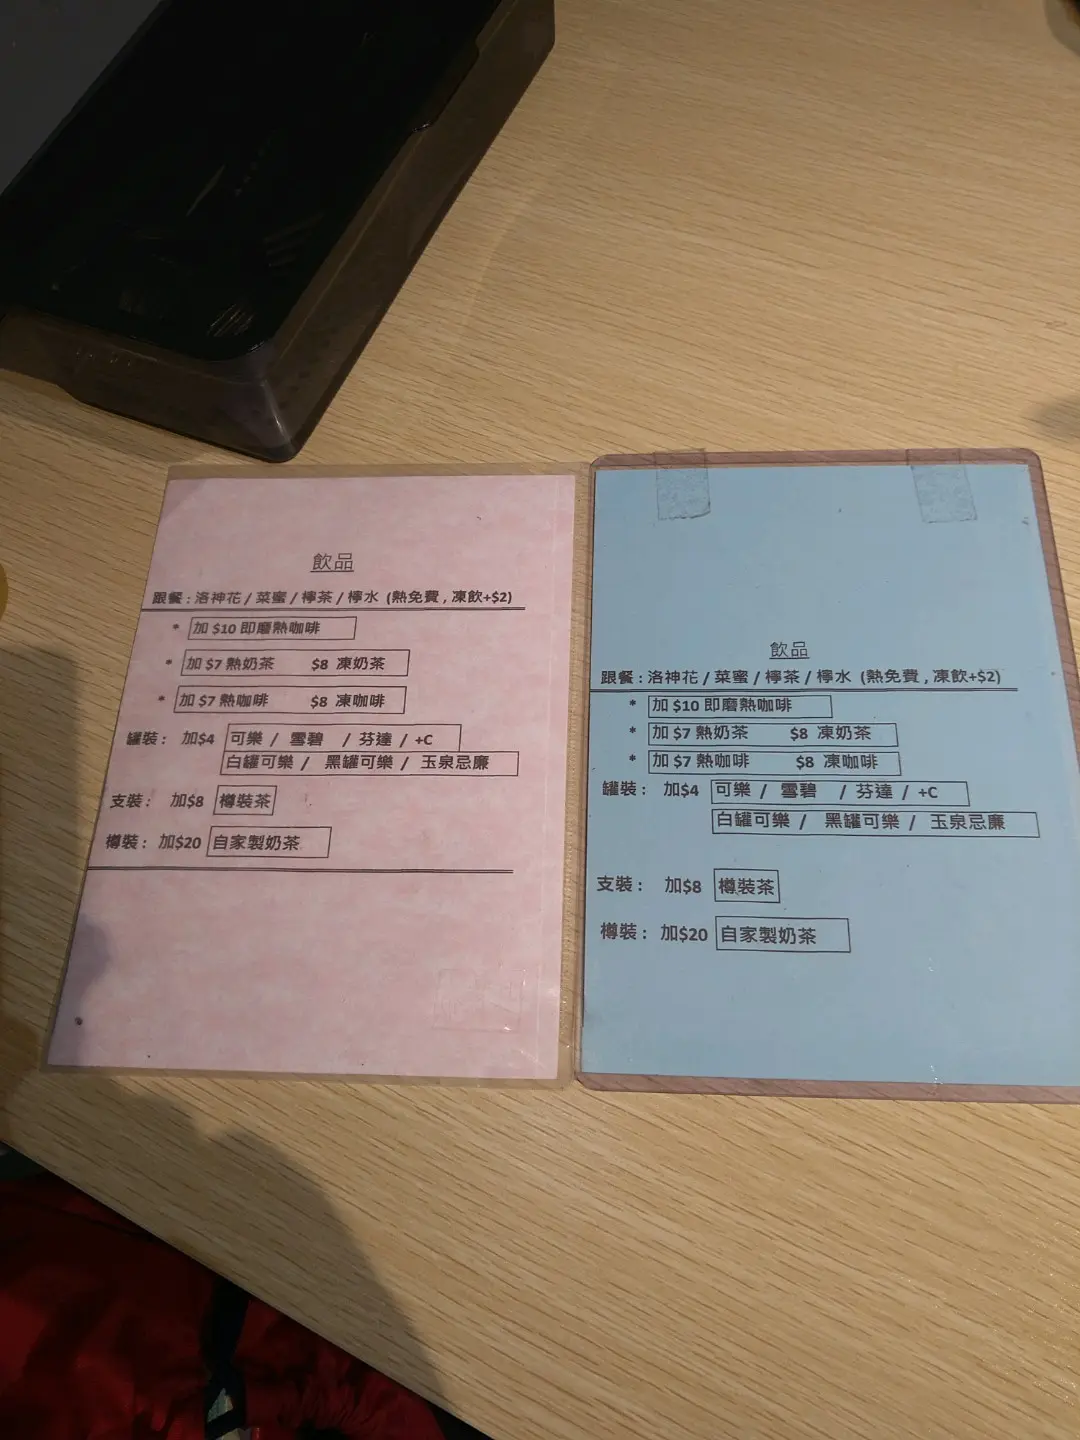 飲品
跟餐 : 洛神花 / 菜蜜 / 檸茶 / 檸水 (熱免費 , 凍飲+$2)
* 加 $10 即磨熱咖啡
* 加 $7 熱奶茶 $8 凍奶茶
* 加 $7 熱咖啡 $8 凍咖啡
罐裝 : 加$4 可樂 / 雪碧 / 芬達 / +C
白罐可樂 / 黑罐可樂 / 玉泉忌廉
支裝 : 加$8 樽裝茶
樽裝 : 加$20 自家製奶茶
飲品
跟餐 : 洛神花 / 菜蜜 / 檸茶 / 檸水 (熱免費 , 凍飲+$2)
* 加 $10 即磨熱咖啡
* 加 $7 熱奶茶 $8 凍奶茶
* 加 $7 熱咖啡 $8 凍咖啡
罐裝 : 加$4 可樂 / 雪碧 / 芬達 / +C
白罐可樂 / 黑罐可樂 / 玉泉忌廉
支裝 : 加$8 樽裝茶
樽裝 : 加$20 自家製奶茶